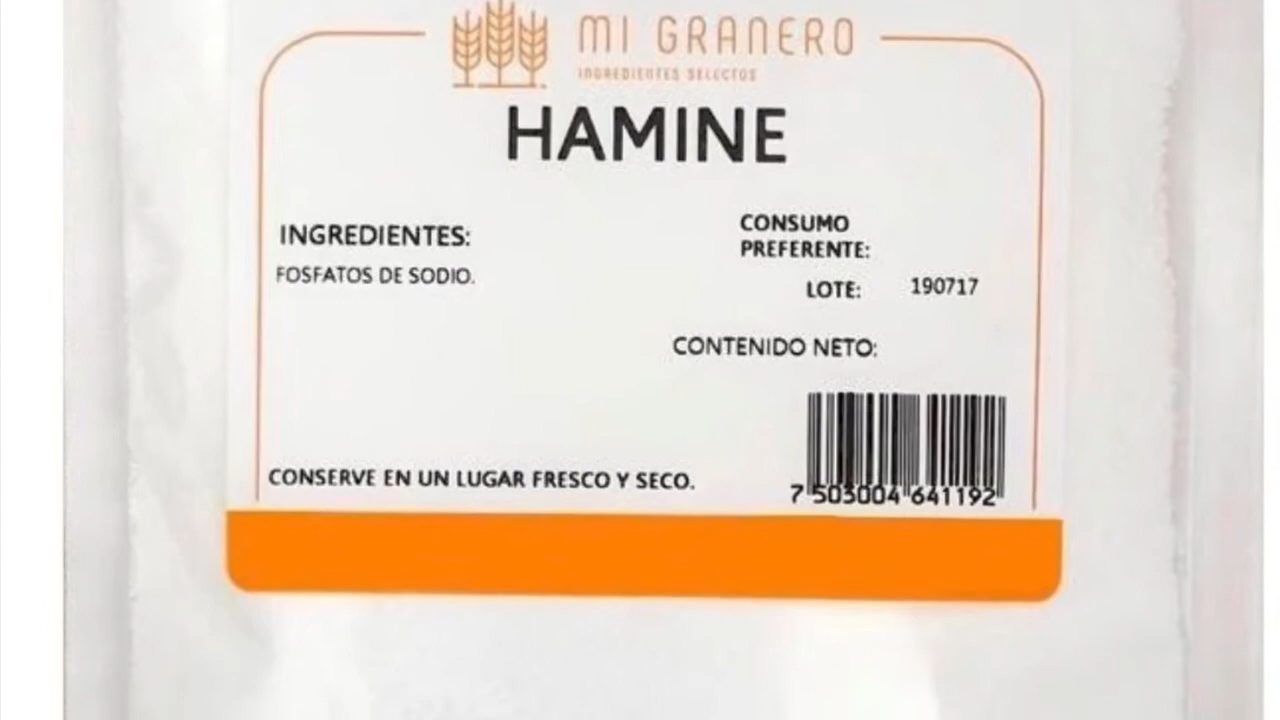 MI GRANERO
INGREDIENTES SELECTOS
HAMINE
INGREDIENTES:
FOSFATOS DE SODIO.
CONSUMO
PREFERENTE:
LOTE: 190717
CONTENIDO NETO:
CONSERVE EN UN LUGAR FRESCO Y SECO.
7 503004 641192